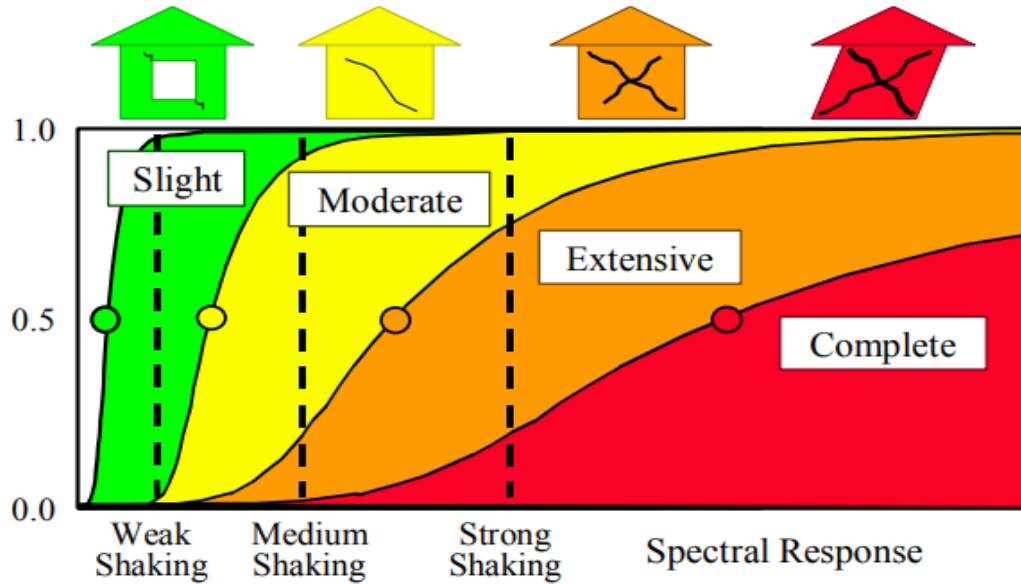 1.0
Slight
Moderate
Extensive
0.5
Complete
0.0
Weak
Shaking
Medium
Shaking
Strong
Shaking
Spectral Response